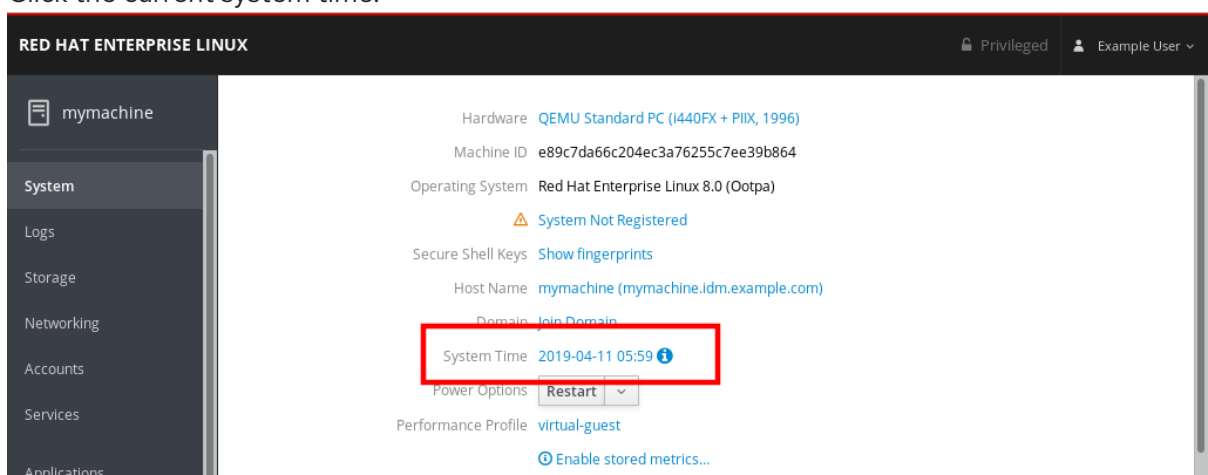 Click the current system time.
RED HAT ENTERPRISE LINUX
Privileged
Example User
mymachine
System
Logs
Storage
Networking
Accounts
Services
Applications
Hardware QEMU Standard PC (i440FX + PIIX, 1996)
Machine ID e89c7da66c204ec3a76255c7ee39b864
Operating System Red Hat Enterprise Linux 8.0 (Ootpa)
System Not Registered
Secure Shell Keys Show fingerprints
Host Name mymachine (mymachine.idm.example.com)
Domain Join Domain
System Time 2019-04-11 05:59
Power Options Restart
Performance Profile virtual-guest
Enable stored metrics...